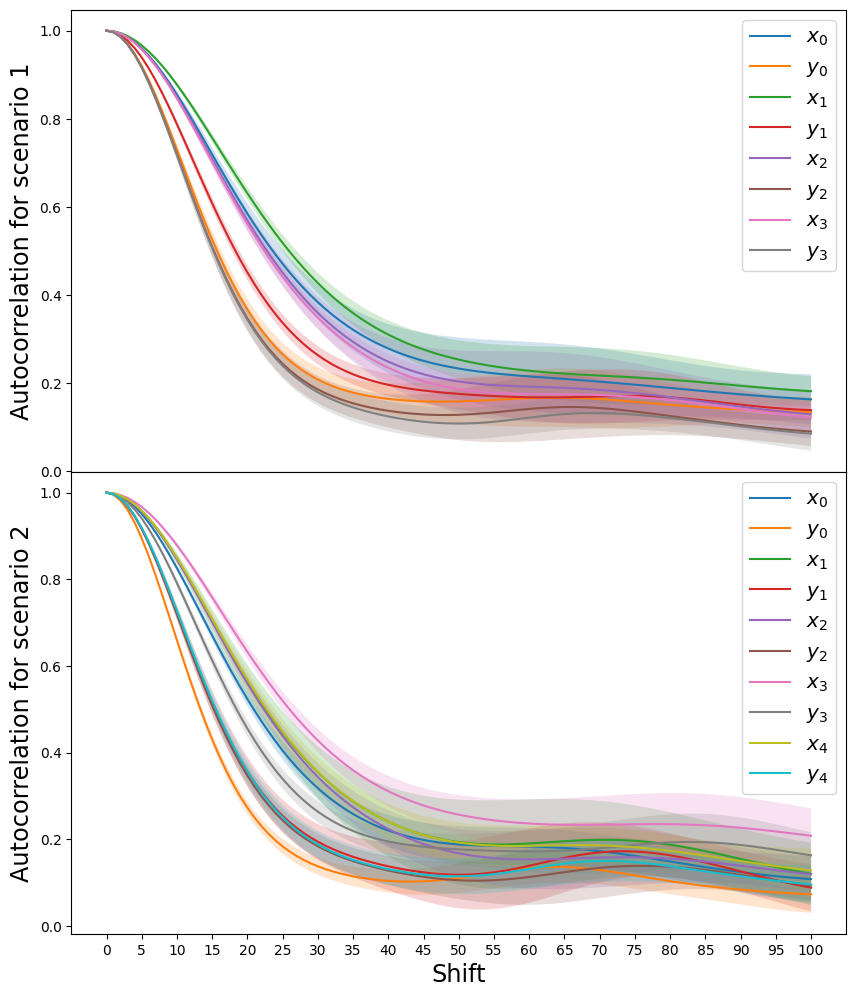 Autocorrelation for scenario 1
1.0
0.8
0.6
0.4
0.2
0.0
x₀
y₀
x₁
y₁
x₂
y₂
x₃
y₃
Autocorrelation for scenario 2
1.0
0.8
0.6
0.4
0.2
0.0
x₀
y₀
x₁
y₁
x₂
y₂
x₃
y₃
x₄
y₄
0 5 10 15 20 25 30 35 40 45 50 55 60 65 70 75 80 85 90 95 100
Shift